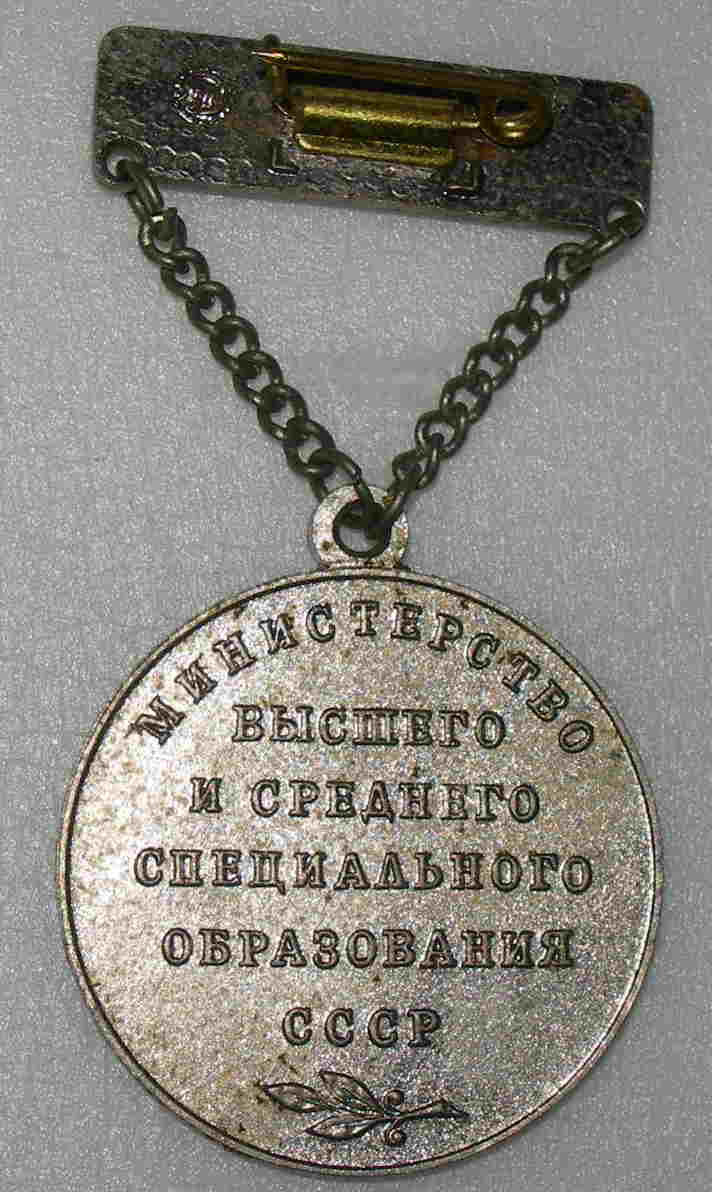 МИНИСТЕРСТВО
ВЫСШЕГО
И СРЕДНЕГО
СПЕЦИАЛЬНОГО
ОБРАЗОВАНИЯ
СССР